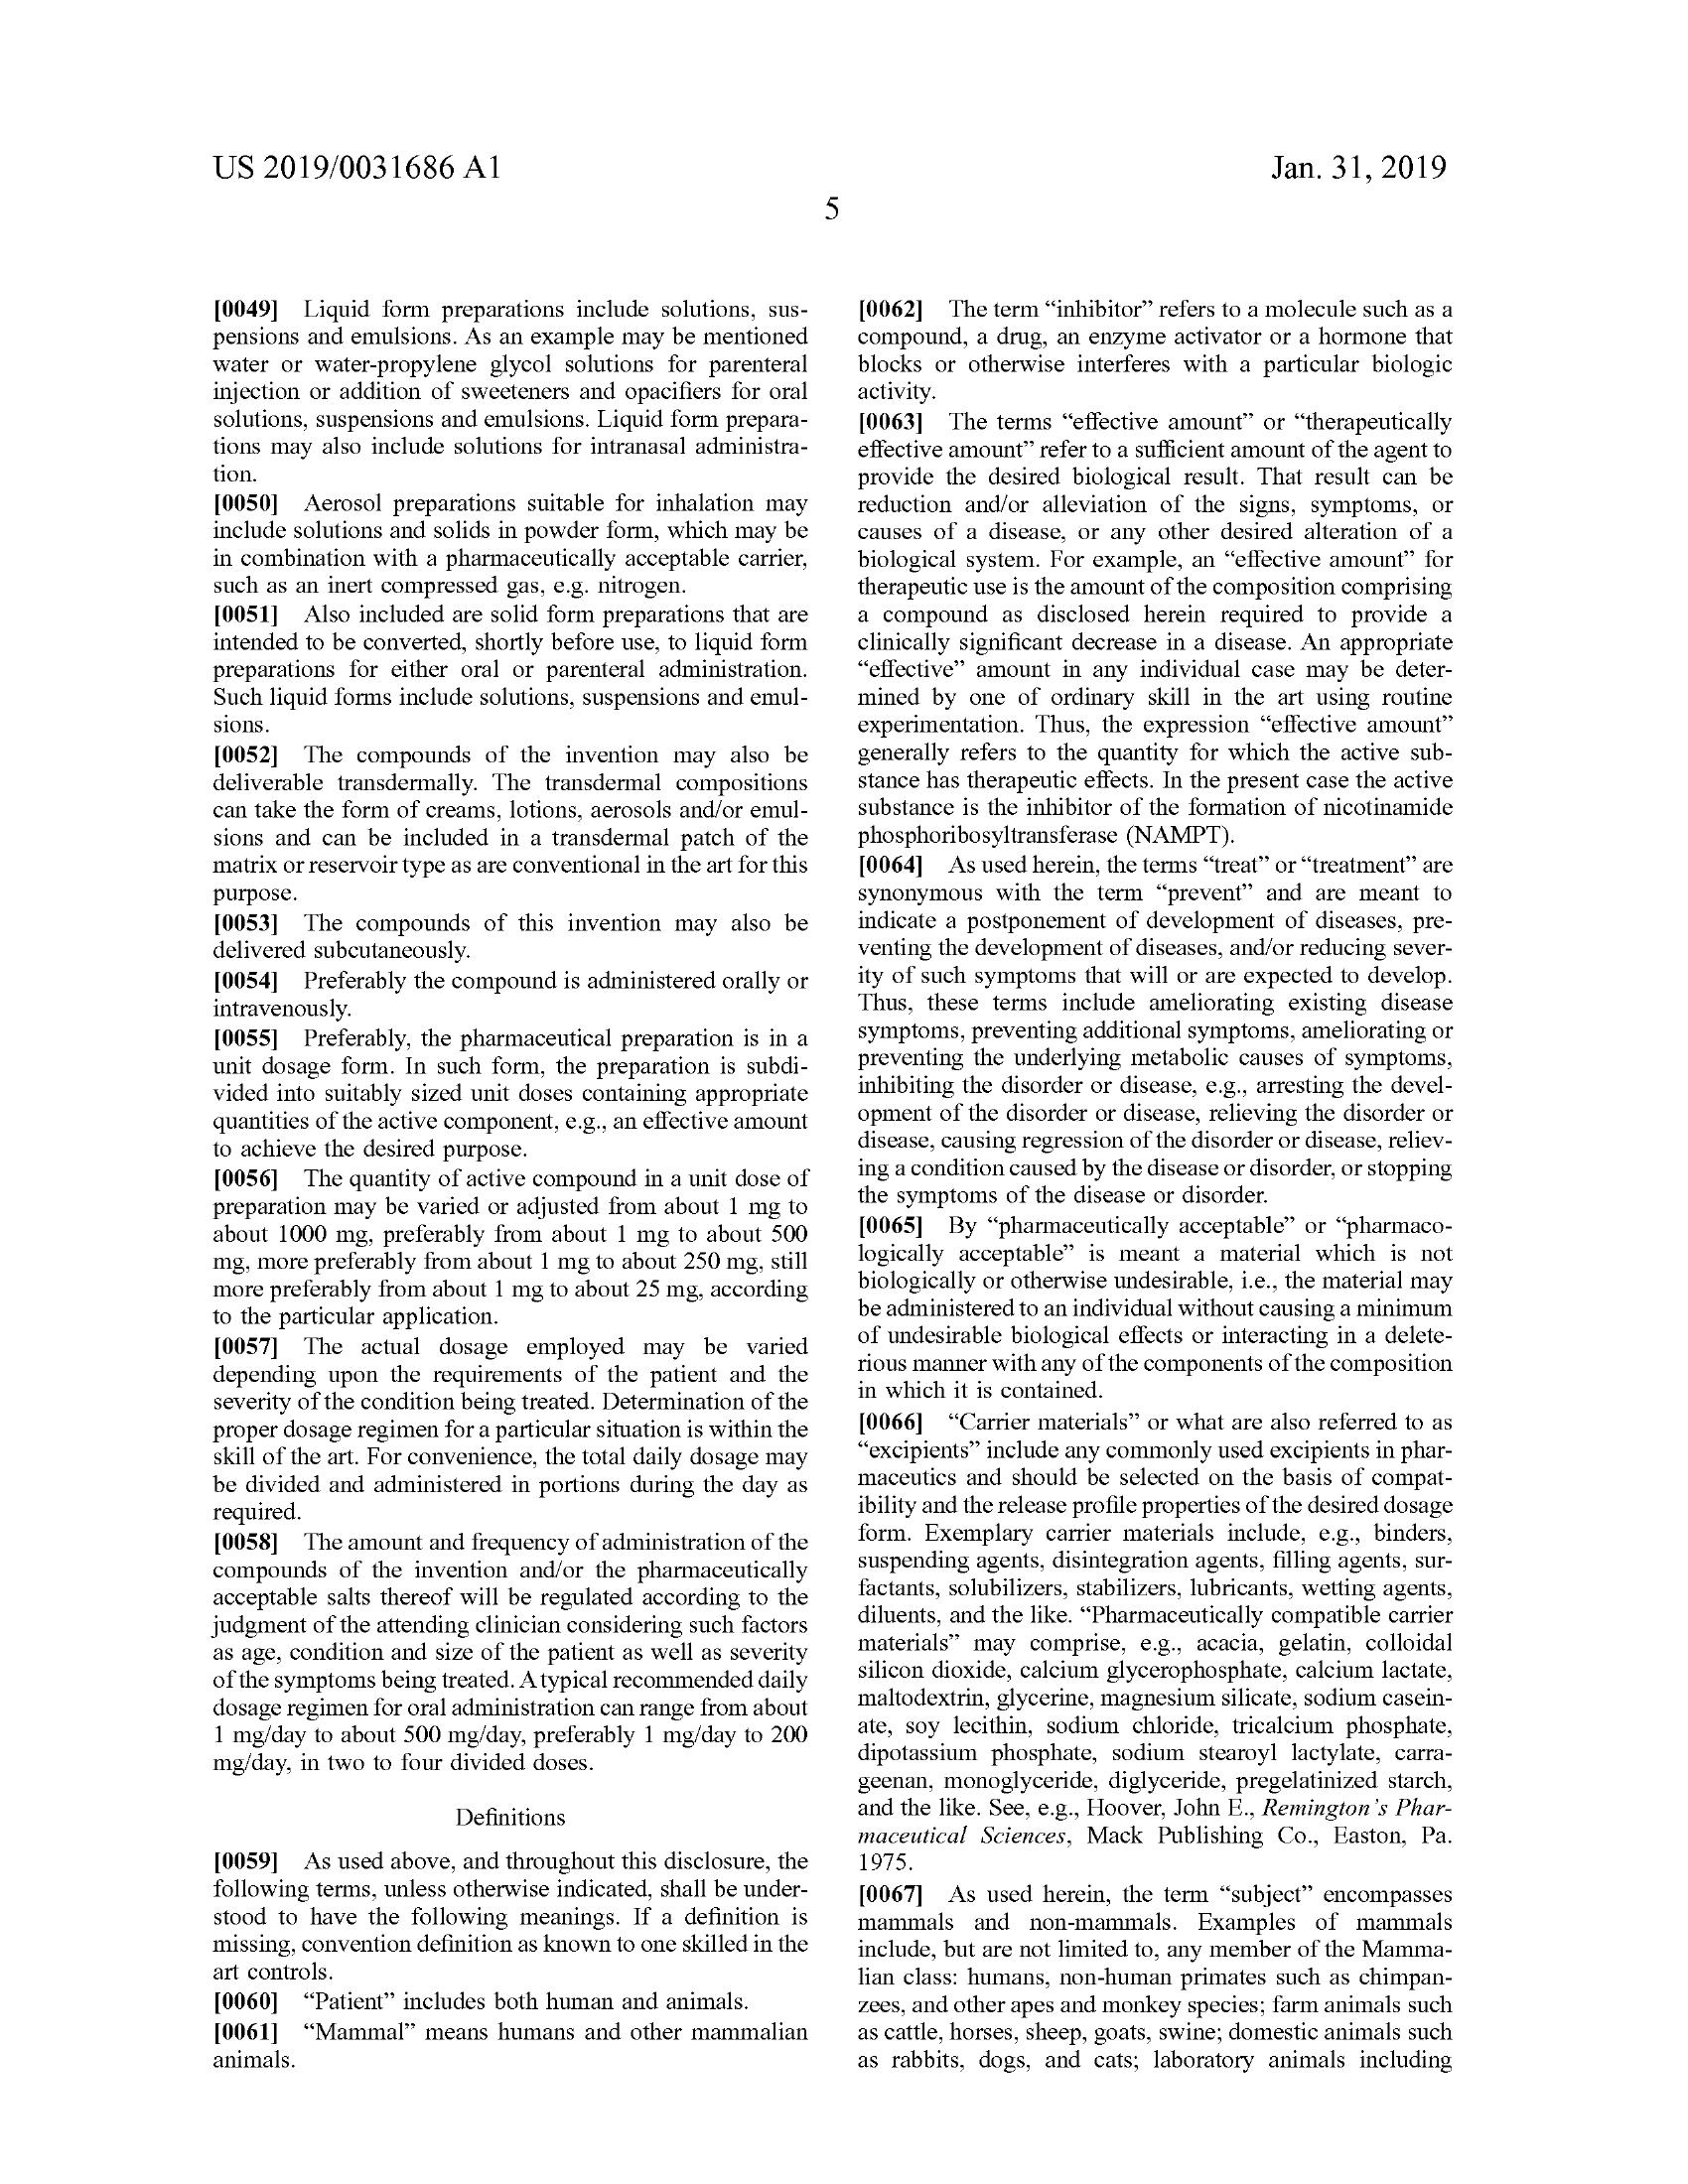 US 2019/0031686 A1
Jan. 31, 2019
5
[0049] Liquid form preparations include solutions, sus-
pensions and emulsions. As an example may be mentioned
water or water-propylene glycol solutions for parenteral
injection or addition of sweeteners and opacifiers for oral
solutions, suspensions and emulsions. Liquid form prepara-
tions may also include solutions for intranasal administra-
tion.
[0050] Aerosol preparations suitable for inhalation may
include solutions and solids in powder form, which may be
in combination with a pharmaceutically acceptable carrier,
such as an inert compressed gas, e.g. nitrogen.
[0051] Also included are solid form preparations that are
intended to be converted, shortly before use, to liquid form
preparations for either oral or parenteral administration.
Such liquid forms include solutions, suspensions and emul-
sions.
[0052] The compounds of the invention may also be
deliverable transdermally. The transdermal compositions
can take the form of creams, lotions, aerosols and/or emul-
sions and can be included in a transdermal patch of the
matrix or reservoir type as are conventional in the art for this
purpose.
[0053] The compounds of this invention may also be
delivered subcutaneously.
[0054] Preferably the compound is administered orally or
intravenously.
[0055] Preferably, the pharmaceutical preparation is in a
unit dosage form. In such form, the preparation is subdi-
vided into suitably sized unit doses containing appropriate
quantities of the active component, e.g., an effective amount
to achieve the desired purpose.
[0056] The quantity of active compound in a unit dose of
preparation may be varied or adjusted from about 1 mg to
about 1000 mg, preferably from about 1 mg to about 500
mg, more preferably from about 1 mg to about 250 mg, still
more preferably from about 1 mg to about 25 mg, according
to the particular application.
[0057] The actual dosage employed may be varied
depending upon the requirements of the patient and the
severity of the condition being treated. Determination of the
proper dosage regimen for a particular situation is within the
skill of the art. For convenience, the total daily dosage may
be divided and administered in portions during the day as
required.
[0058] The amount and frequency of administration of the
compounds of the invention and/or the pharmaceutically
acceptable salts thereof will be regulated according to the
judgment of the attending clinician considering such factors
as age, condition and size of the patient as well as severity
of the symptoms being treated. A typical recommended daily
dosage regimen for oral administration can range from about
1 mg/day to about 500 mg/day, preferably 1 mg/day to 200
mg/day, in two to four divided doses.
Definitions
[0059] As used above, and throughout this disclosure, the
following terms, unless otherwise indicated, shall be under-
stood to have the following meanings. If a definition is
missing, convention definition as known to one skilled in the
art controls.
[0060] “Patient” includes both human and animals.
[0061] “Mammal” means humans and other mammalian
animals.
[0062] The term “inhibitor” refers to a molecule such as a
compound, a drug, an enzyme activator or a hormone that
blocks or otherwise interferes with a particular biologic
activity.
[0063] The terms “effective amount” or “therapeutically
effective amount” refer to a sufficient amount of the agent to
provide the desired biological result. That result can be
reduction and/or alleviation of the signs, symptoms, or
causes of a disease, or any other desired alteration of a
biological system. For example, an “effective amount” for
therapeutic use is the amount of the composition comprising
a compound as disclosed herein required to provide a
clinically significant decrease in a disease. An appropriate
“effective” amount in any individual case may be deter-
mined by one of ordinary skill in the art using routine
experimentation. Thus, the expression “effective amount”
generally refers to the quantity for which the active sub-
stance has therapeutic effects. In the present case the active
substance is the inhibitor of the formation of nicotinamide
phosphoribosyltransferase (NAMPT).
[0064] As used herein, the terms “treat” or “treatment” are
synonymous with the term “prevent” and are meant to
indicate a postponement of development of diseases, pre-
venting the development of diseases, and/or reducing sever-
ity of such symptoms that will or are expected to develop.
Thus, these terms include ameliorating existing disease
symptoms, preventing additional symptoms, ameliorating or
preventing the underlying metabolic causes of symptoms,
inhibiting the disorder or disease, e.g., arresting the devel-
opment of the disorder or disease, relieving the disorder or
disease, causing regression of the disorder or disease, reliev-
ing a condition caused by the disease or disorder, or stopping
the symptoms of the disease or disorder.
[0065] By “pharmaceutically acceptable” or “pharmaco-
logically acceptable” is meant a material which is not
biologically or otherwise undesirable, i.e., the material may
be administered to an individual without causing a minimum
of undesirable biological effects or interacting in a delete-
rious manner with any of the components of the composition
in which it is contained.
[0066] “Carrier materials” or what are also referred to as
“excipients” include any commonly used excipients in phar-
maceutics and should be selected on the basis of compat-
ibility and the release profile properties of the desired dosage
form. Exemplary carrier materials include, e.g., binders,
suspending agents, disintegration agents, filling agents, sur-
factants, solubilizers, stabilizers, lubricants, wetting agents,
diluents, and the like. “Pharmaceutically compatible carrier
materials” may comprise, e.g., acacia, gelatin, colloidal
silicon dioxide, calcium glycerophosphate, calcium lactate,
maltodextrin, glycerine, magnesium silicate, sodium casein-
ate, soy lecithin, sodium chloride, tricalcium phosphate,
dipotassium phosphate, sodium stearoyl lactylate, carra-
geenan, monoglyceride, diglyceride, pregelatinized starch,
and the like. See, e.g., Hoover, John E., Remington’s Phar-
maceutical Sciences, Mack Publishing Co., Easton, Pa.
1975.
[0067] As used herein, the term “subject” encompasses
mammals and non-mammals. Examples of mammals
include, but are not limited to, any member of the Mamma-
lian class: humans, non-human primates such as chimpan-
zees, and other apes and monkey species; farm animals such
as cattle, horses, sheep, goats, swine; domestic animals such
as rabbits, dogs, and cats; laboratory animals including